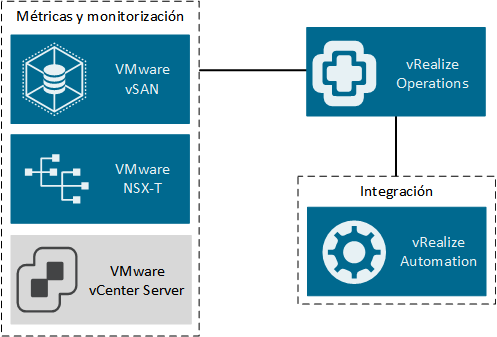 Métricas y monitorización
VMware
vSAN
VMware
NSX-T
VMware
vCenter Server
vRealize
Operations
Integración
vRealize
Automation